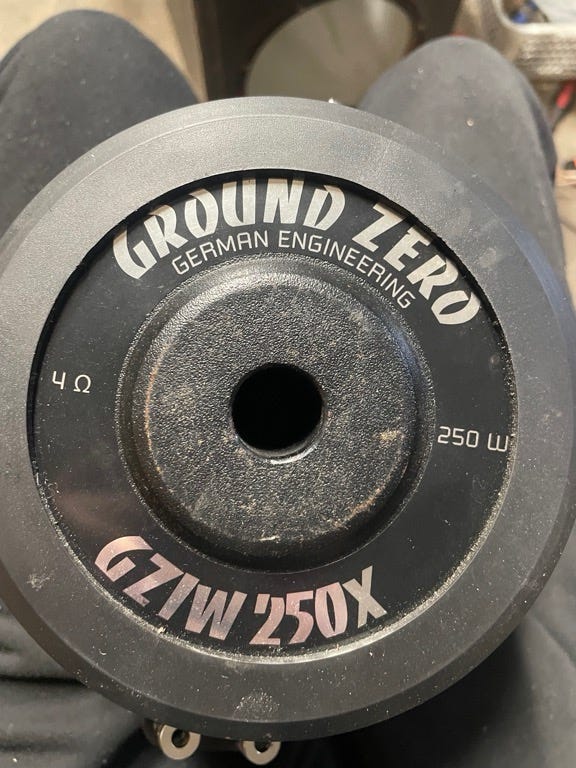 GROUND ZERO
GERMAN ENGINEERING
4 Ω
250 W
GZIW 250X